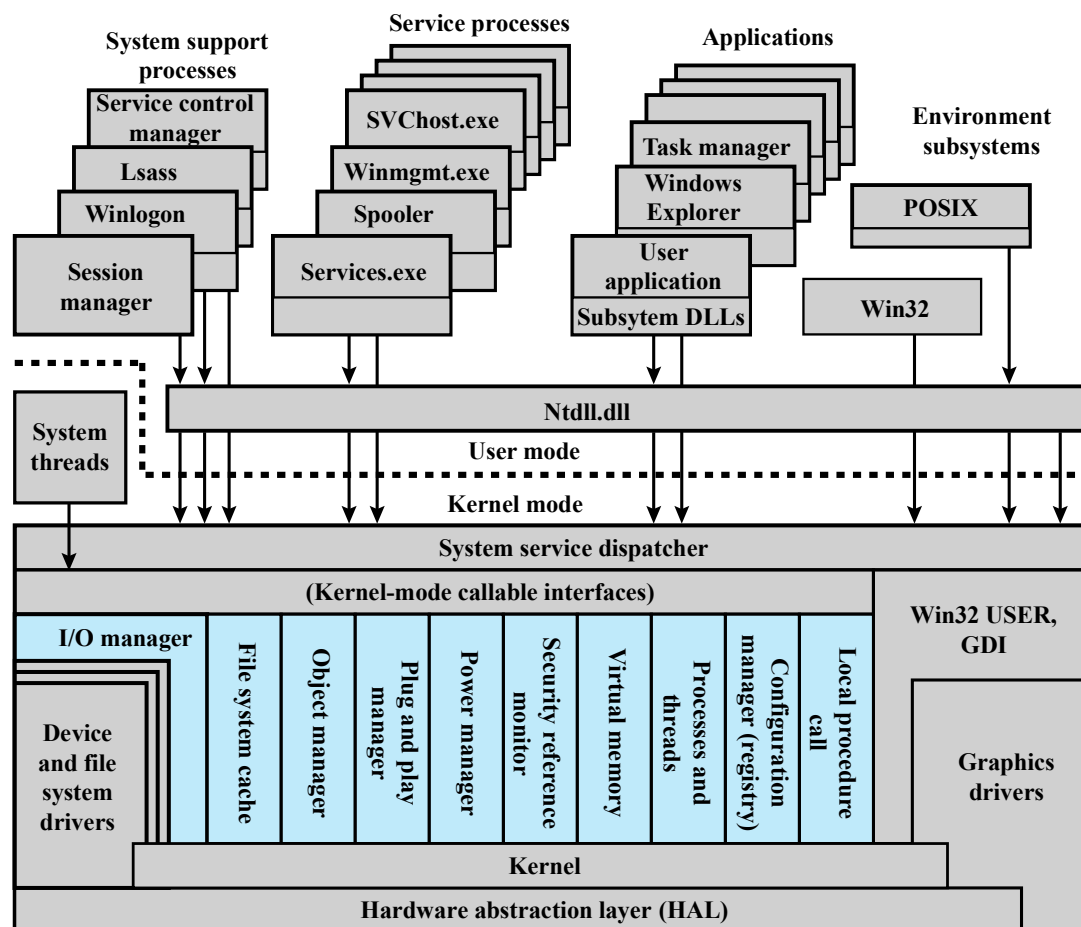 System support
processes
Service control
manager
Lsass
Winlogon
Session
manager
Service processes
SVChost.exe
Winmgmt.exe
Spooler
Services.exe
Applications
Task manager
Windows
Explorer
User
application
Subsytem DLLs
Environment
subsystems
POSIX
Win32
System
threads
Ntdll.dll
User mode
Kernel mode
System service dispatcher
(Kernel-mode callable interfaces)
I/O manager
Device
and file
system
drivers
File system cache
Object manager
Plug and play
manager
Power manager
Security reference
monitor
Virtual memory
Processes and
threads
Configuration
manager (registry)
Local procedure
call
Win32 USER,
GDI
Graphics
drivers
Kernel
Hardware abstraction layer (HAL)